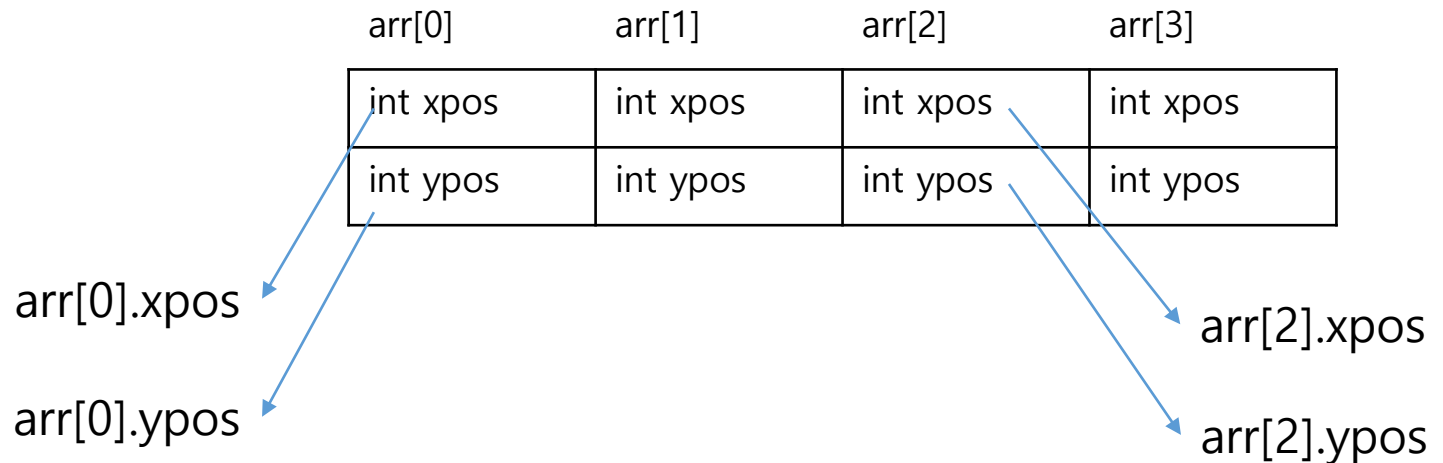 arr[0] arr[1] arr[2] arr[3]
int xpos int xpos int xpos int xpos
int ypos int ypos int ypos int ypos
arr[0].xpos
arr[2].xpos
arr[0].ypos
arr[2].ypos